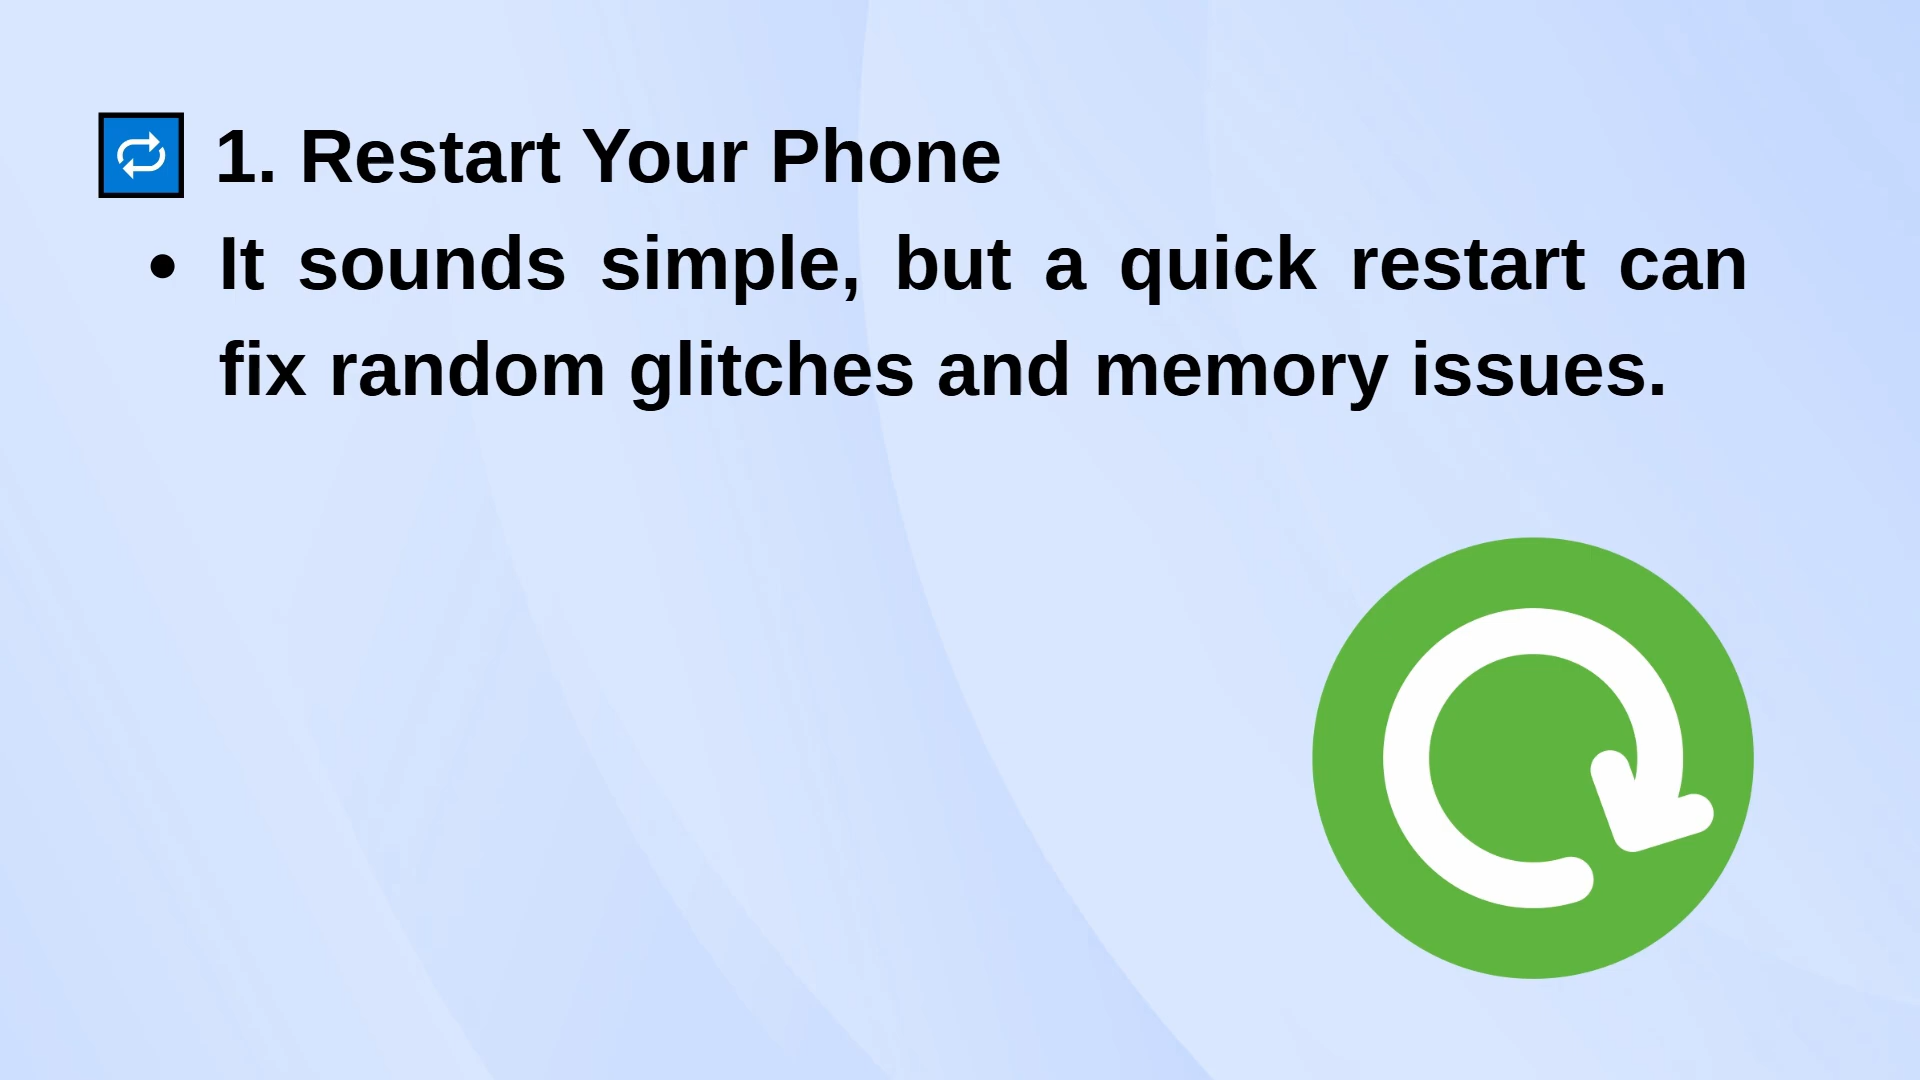 🔁 1. Restart Your Phone
• It sounds simple, but a quick restart can
fix random glitches and memory issues.